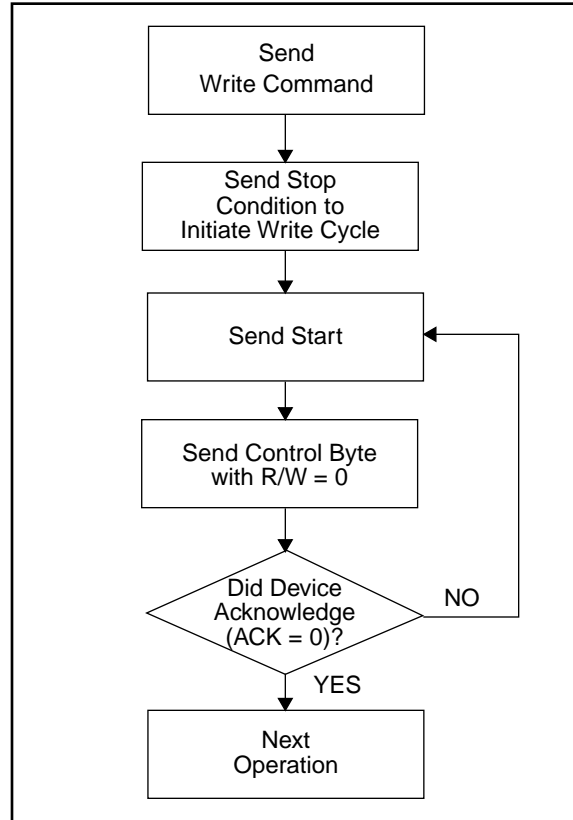 Send
Write Command
Send Stop
Condition to
Initiate Write Cycle
Send Start
Send Control Byte
with R/W = 0
Did Device
Acknowledge
(ACK = 0)?
NO
YES
Next
Operation